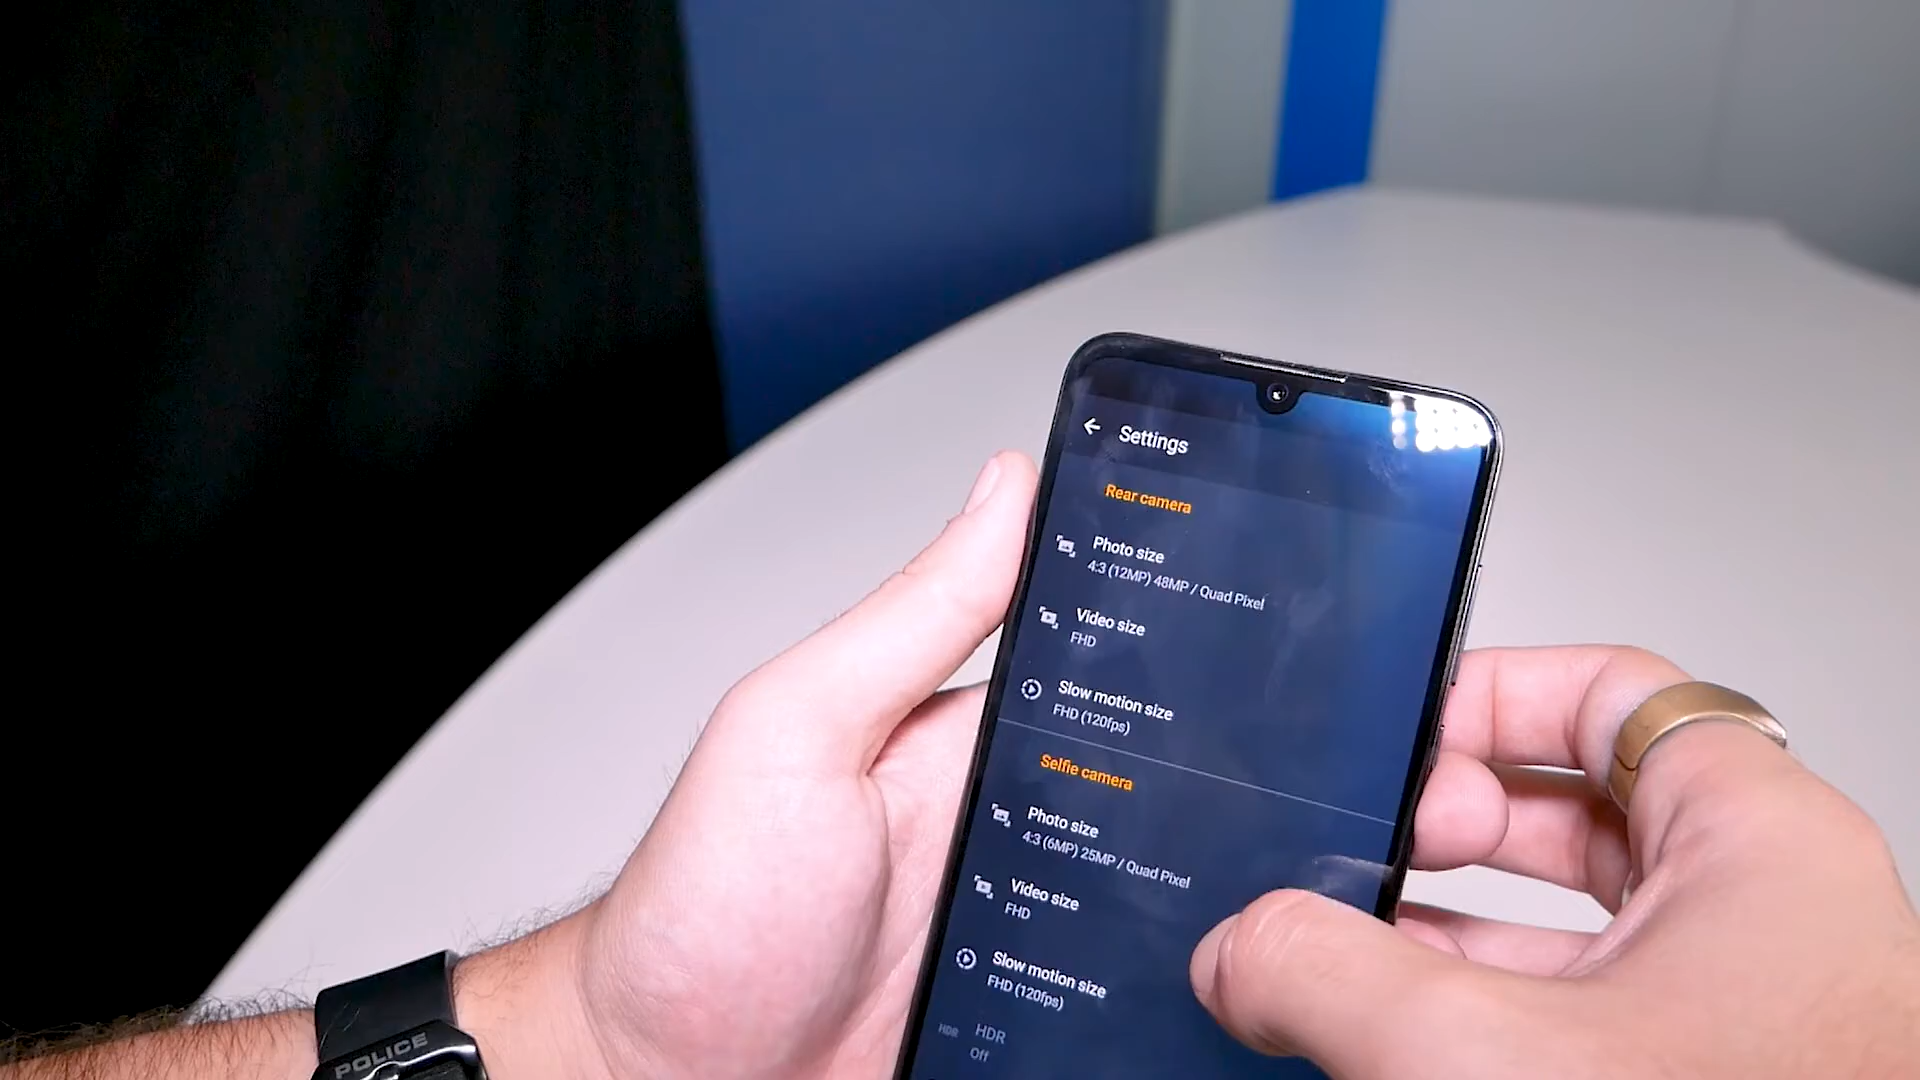 Settings
Rear camera
Photo size
4:3 (12MP) 48MP / Quad Pixel
Video size
FHD
Slow motion size
FHD (120fps)
Selfie camera
Photo size
4:3 (6MP) 25MP / Quad Pixel
Video size
FHD
Slow motion size
FHD (120fps)
HDR HDR
Off
POLICE